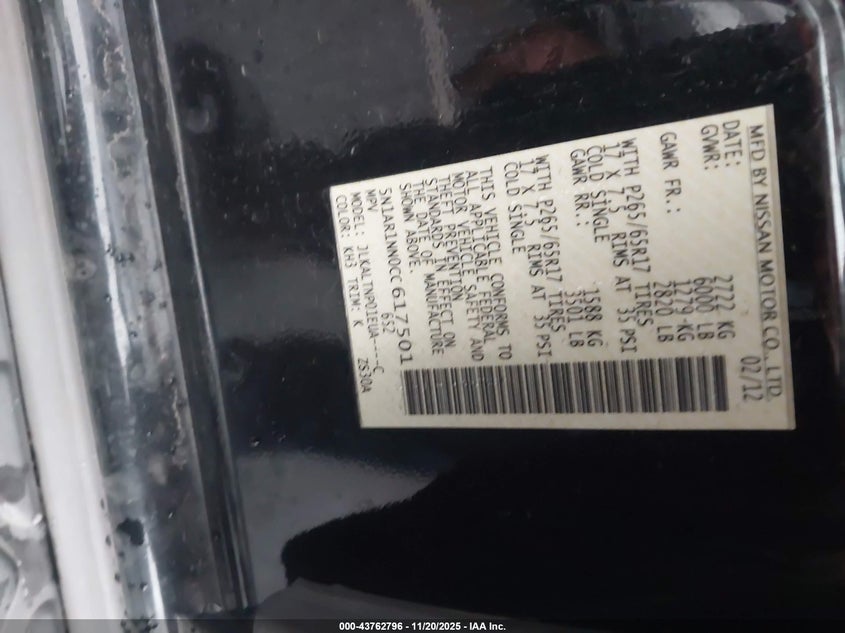 MFD BY NISSAN MOTOR CO., LTD.
DATE: 02/12
GVWR: 2722 KG
6000 LB
GAWR FR.: 1279 KG
2820 LB
WITH P265/65R17 TIRES
17 X 7.5 RIMS AT 35 PSI
COLD SINGLE
GAWR RR.: 1588 KG
3501 LB
WITH P265/65R17 TIRES
17 X 7.5 RIMS AT 35 PSI
COLD SINGLE
THIS VEHICLE CONFORMS TO
ALL APPLICABLE FEDERAL
MOTOR VEHICLE SAFETY AND
THEFT PREVENTION
STANDARDS IN EFFECT ON
THE DATE OF MANUFACTURE
SHOWN ABOVE.
5N1AR1NN0CC617501
MPV 652
MODEL: JLKALTNPU1EUA----C
COLOR: KH3 TRIM: K ZS30A
000-43762796 - 11/20/2025 - IAA Inc.